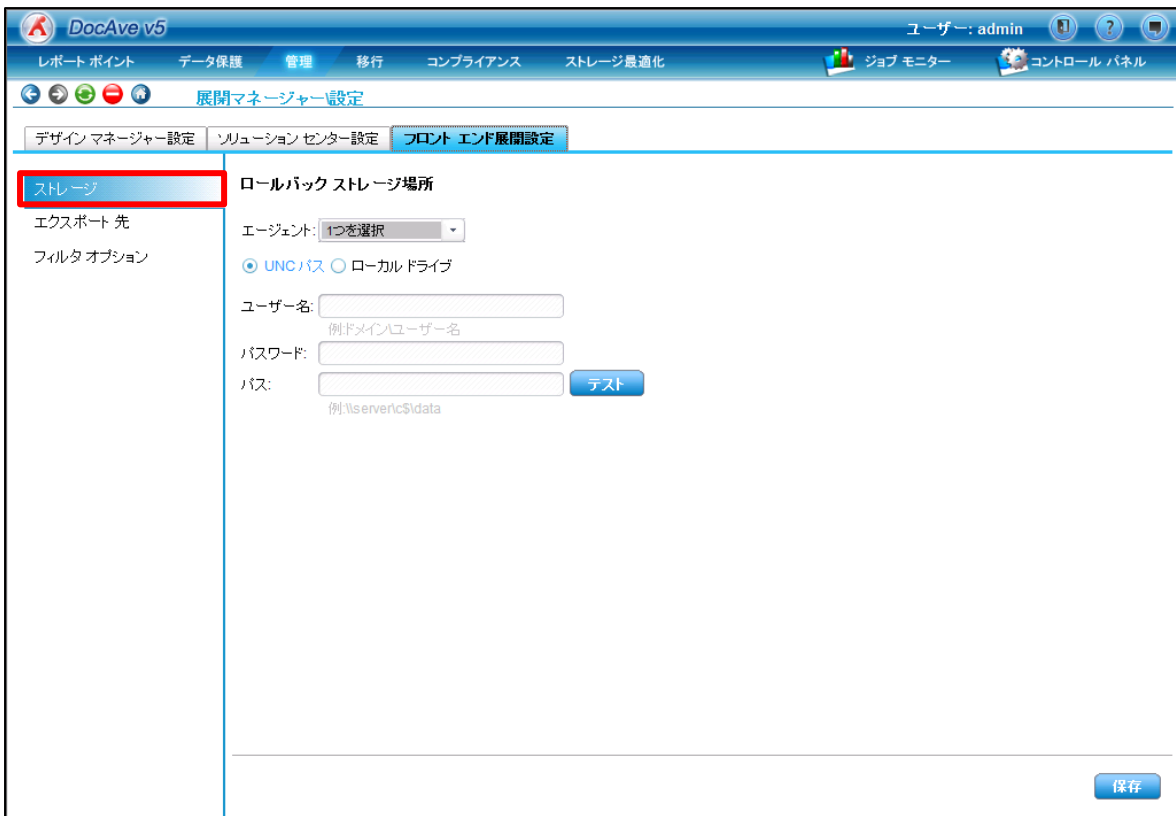 DocAve v5 ユーザー: admin ?
レポート ポイント データ保護 管理 移行 コンプライアンス ストレージ最適化 ジョブ モニター コントロール パネル
展開マネージャー\設定
デザイン マネージャー設定 ソリューション センター設定 フロント エンド展開設定
ストレージ
エクスポート 先
フィルタ オプション
ロールバック ストレージ場所
エージェント: 1つを選択
UNC パス ローカル ドライブ
ユーザー名:
例:ドメイン\ユーザー名
パスワード:
パス: テスト
例:\\server\c$\data
保存